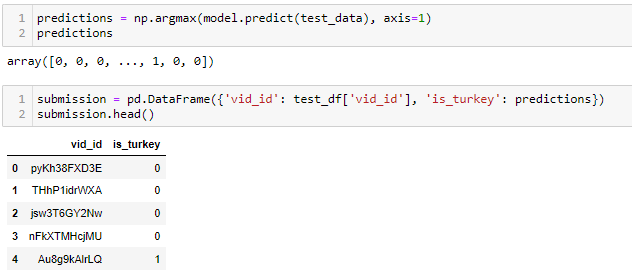 1 predictions = np.argmax(model.predict(test_data), axis=1)
2 predictions
array([0, 0, 0, ..., 1, 0, 0])
1 submission = pd.DataFrame({'vid_id': test_df['vid_id'], 'is_turkey': predictions})
2 submission.head()
vid_id is_turkey
0 pyKh38FXD3E 0
1 THhP1idrWXA 0
2 jsw3T6GY2Nw 0
3 nFkXTMHcjMU 0
4 Au8g9kAlrLQ 1